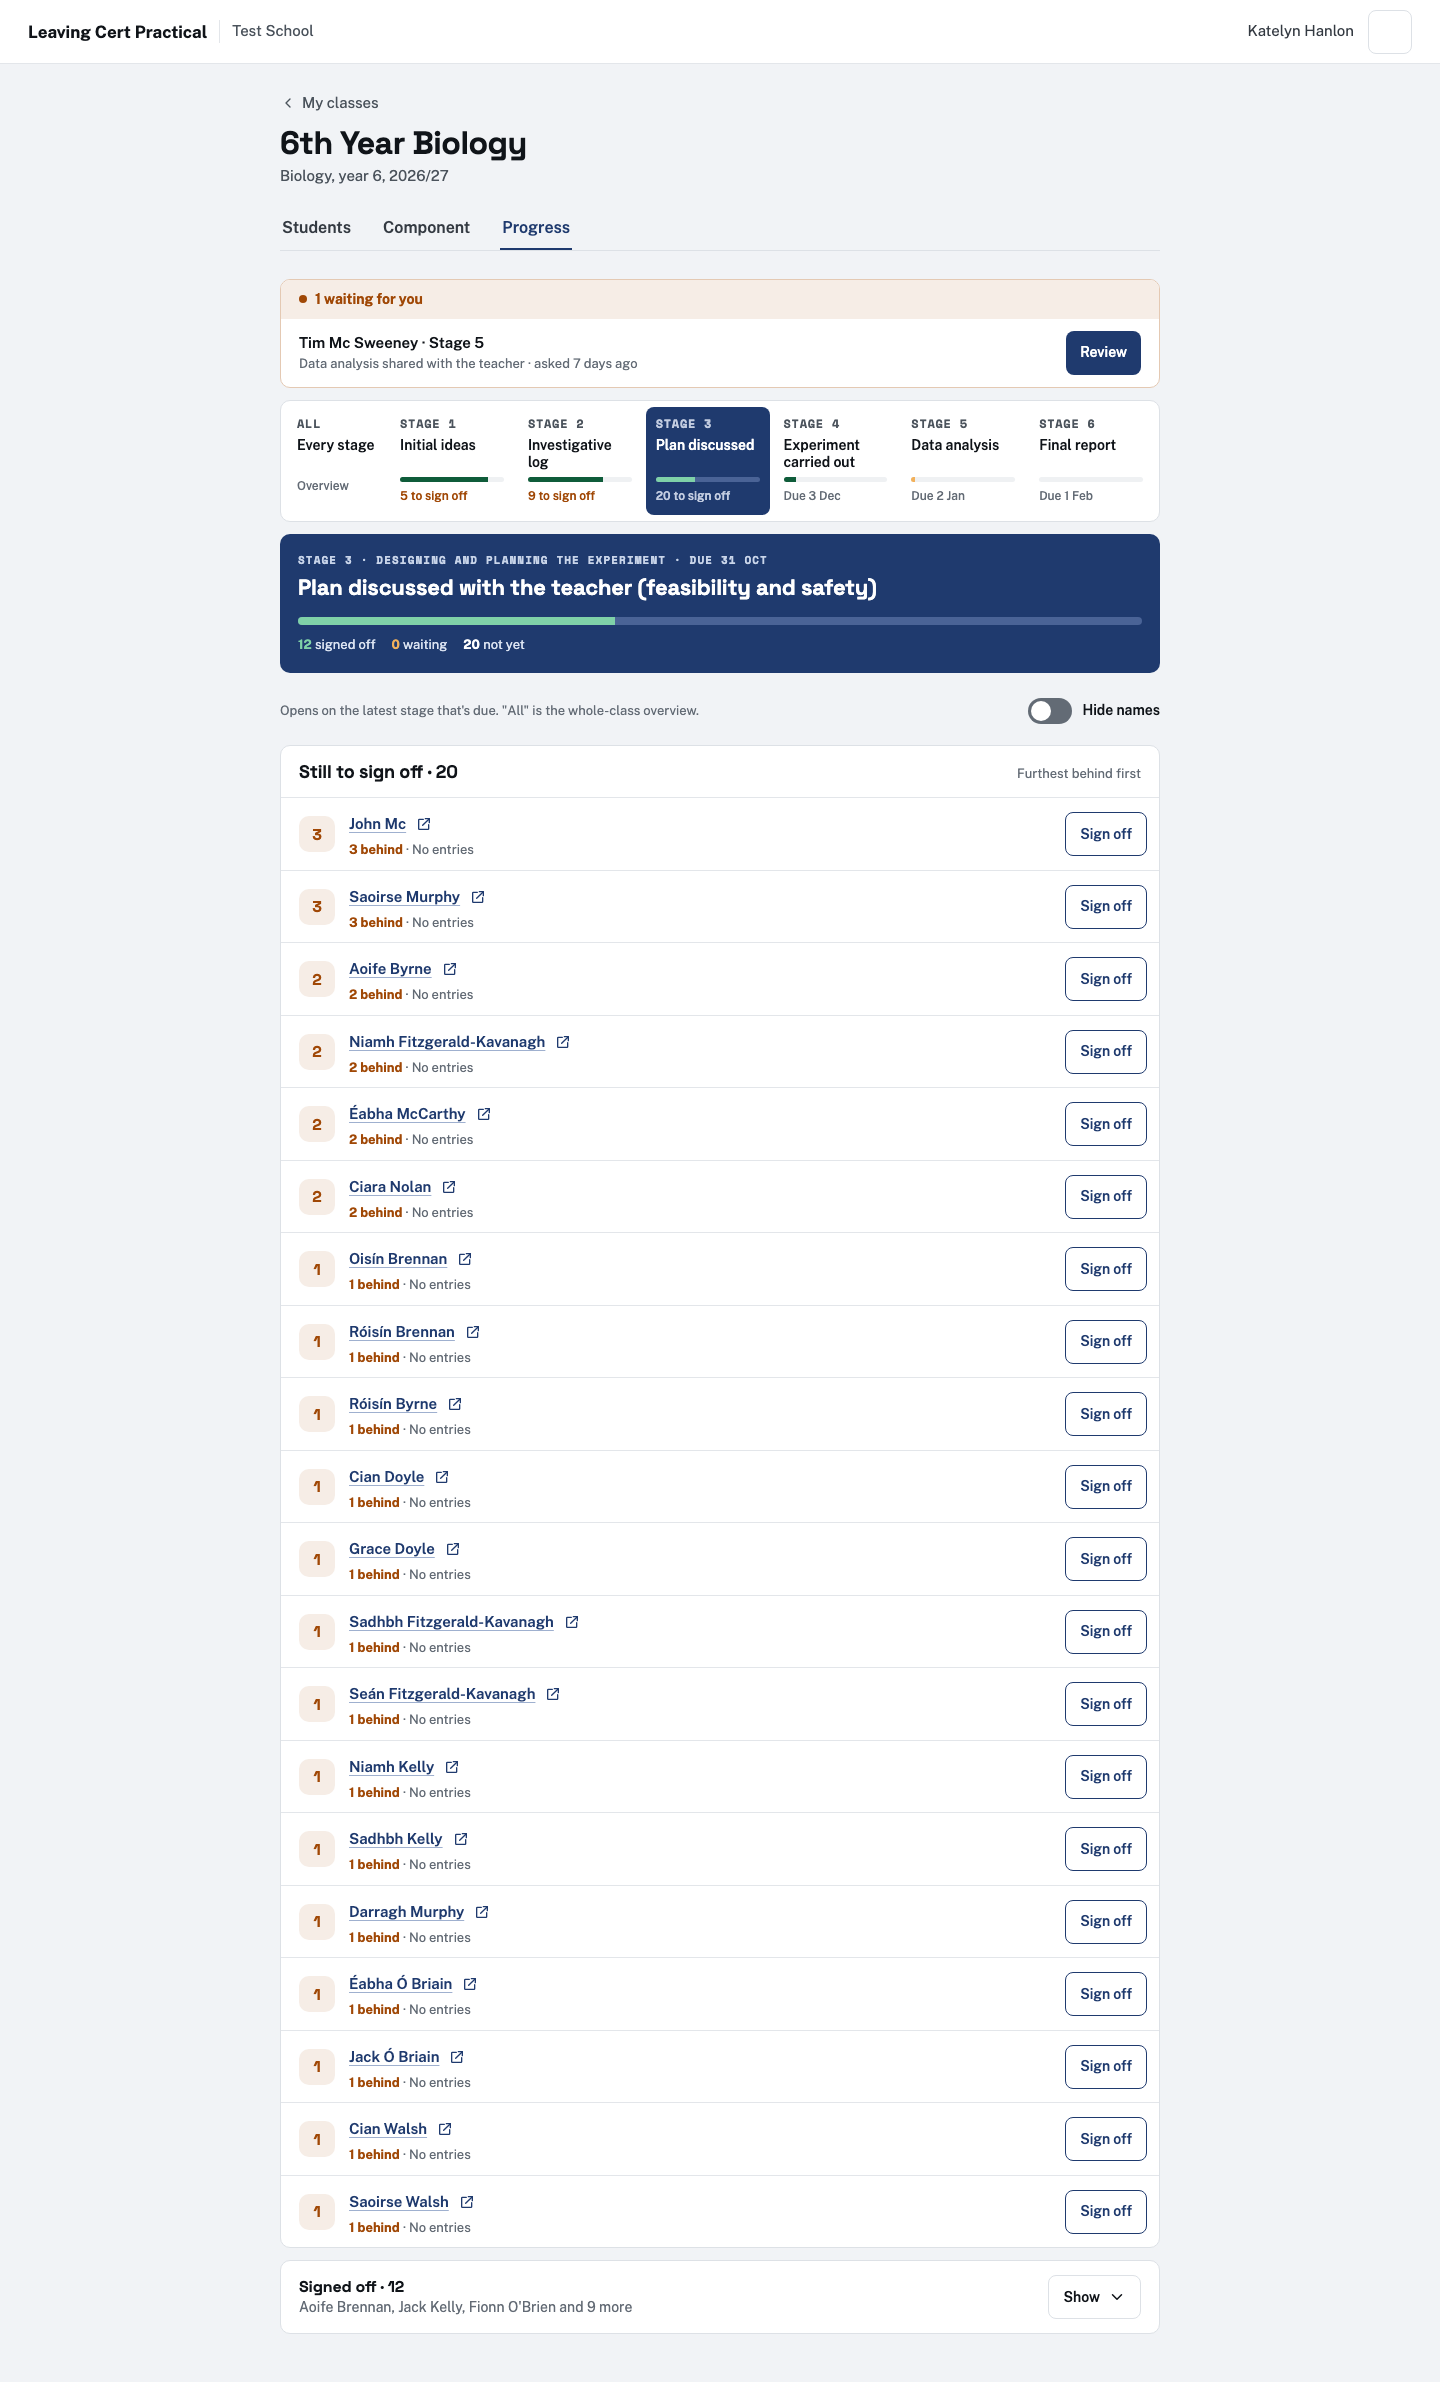 Leaving Cert Practical
Test School
Katelyn Hanlon
My classes
6th Year Biology
Biology, year 6, 2026/27
Students
Component
Progress
1 waiting for you
Tim Mc Sweeney · Stage 5
Data analysis shared with the teacher · asked 7 days ago
Review
ALL
Every stage
Overview
STAGE 1
Initial ideas
5 to sign off
STAGE 2
Investigative
log
9 to sign off
STAGE 3
Plan discussed
20 to sign off
STAGE 4
Experiment
carried out
Due 3 Dec
STAGE 5
Data analysis
Due 2 Jan
STAGE 6
Final report
Due 1 Feb
STAGE 3 · DESIGNING AND PLANNING THE EXPERIMENT · DUE 31 OCT
Plan discussed with the teacher (feasibility and safety)
12 signed off 0 waiting 20 not yet
Opens on the latest stage that's due. "All" is the whole-class overview.
Hide names
Still to sign off · 20
Furthest behind first
3
John Mc
3 behind · No entries
Sign off
3
Saoirse Murphy
3 behind · No entries
Sign off
2
Aoife Byrne
2 behind · No entries
Sign off
2
Niamh Fitzgerald-Kavanagh
2 behind · No entries
Sign off
2
Éabha McCarthy
2 behind · No entries
Sign off
2
Ciara Nolan
2 behind · No entries
Sign off
1
Oisín Brennan
1 behind · No entries
Sign off
1
Róisín Brennan
1 behind · No entries
Sign off
1
Róisín Byrne
1 behind · No entries
Sign off
1
Cian Doyle
1 behind · No entries
Sign off
1
Grace Doyle
1 behind · No entries
Sign off
1
Sadhbh Fitzgerald-Kavanagh
1 behind · No entries
Sign off
1
Seán Fitzgerald-Kavanagh
1 behind · No entries
Sign off
1
Niamh Kelly
1 behind · No entries
Sign off
1
Sadhbh Kelly
1 behind · No entries
Sign off
1
Darragh Murphy
1 behind · No entries
Sign off
1
Éabha Ó Briain
1 behind · No entries
Sign off
1
Jack Ó Briain
1 behind · No entries
Sign off
1
Cian Walsh
1 behind · No entries
Sign off
1
Saoirse Walsh
1 behind · No entries
Sign off
Signed off · 12
Aoife Brennan, Jack Kelly, Fionn O'Brien and 9 more
Show